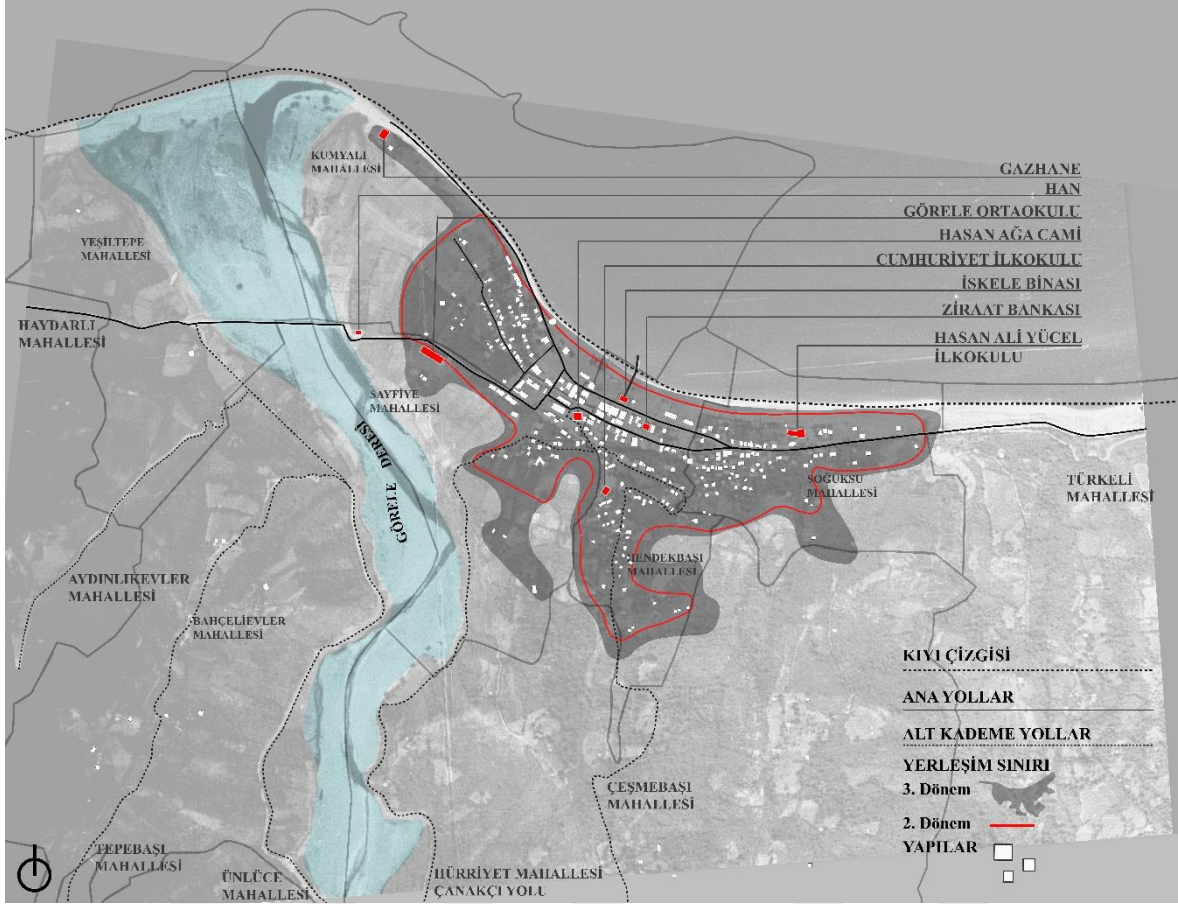 KUMYALI
MAHALLESİ
GAZHANE
HAN
GÖRELE ORTAOKULU
HASAN AĞA CAMİ
CUMHURİYET İLKOKULU
İSKELE BİNASI
ZİRAAT BANKASI
HASAN ALİ YÜCEL
İLKOKULU
YEŞİLTEPE
MAHALLESİ
HAYDARLI
MAHALLESİ
SAYFİYE
MAHALLESİ
GÖRELE DERESİ
SOĞUKSU
MAHALLESİ
TÜRKELİ
MAHALLESİ
HENDEKBAŞI
MAHALLESİ
AYDINLIKEVLER
MAHALLESİ
BAHÇELİEVLER
MAHALLESİ
ÇEŞMEBAŞI
MAHALLESİ
TEPEBAŞI
MAHALLESİ
ÜNLÜCE
MAHALLESİ
HÜRRİYET MAHALLESİ
ÇANAKÇI YOLU
KIYI ÇİZGİSİ
ANA YOLLAR
ALT KADEME YOLLAR
YERLEŞİM SINIRI
3. Dönem
2. Dönem
YAPILAR